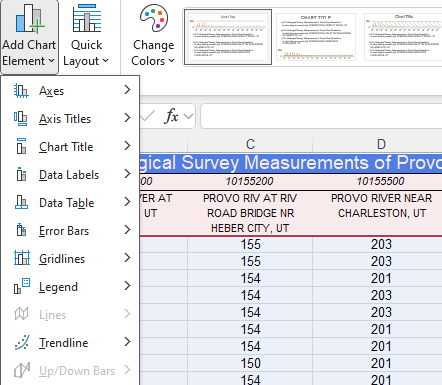 Add Chart
Element
Quick
Layout
Change
Colors
Chart Title
CHART TITLE
Chart Title
Axes
Axis Titles
Chart Title
Data Labels
Data Table
Error Bars
Gridlines
Legend
Lines
Trendline
Up/Down Bars
fx
C D
gical Survey Measurements of Provo
00 10155200 10155500
VER AT PROVO RIV AT RIV PROVO RIVER NEAR
UT ROAD BRIDGE NR CHARLESTON, UT
HEBER CITY, UT
155 203
155 203
154 201
154 203
154 203
154 201
154 201
150 201
154 201